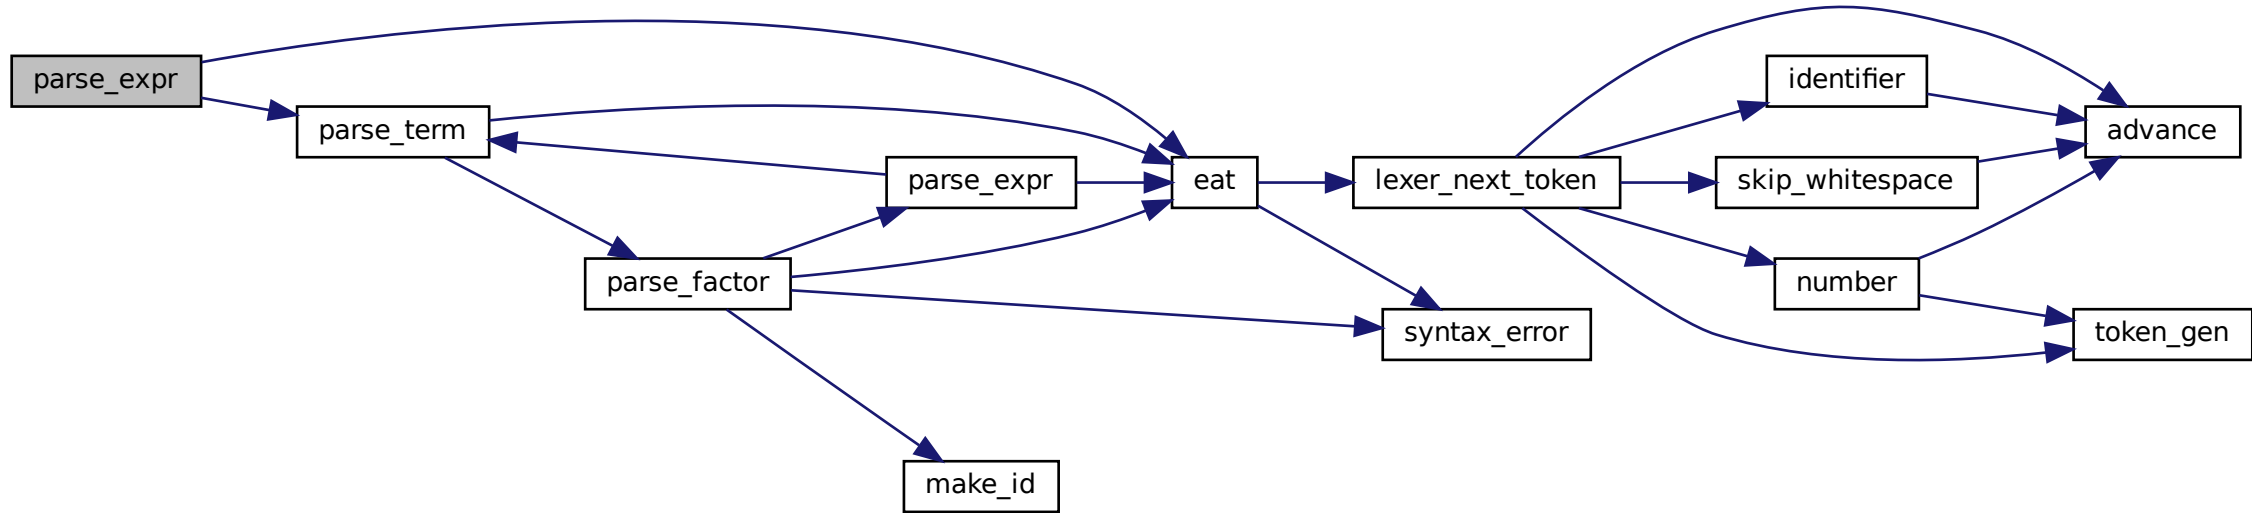 parse_expr
parse_term
parse_factor
parse_expr
make_id
eat
lexer_next_token
syntax_error
identifier
skip_whitespace
number
advance
token_gen